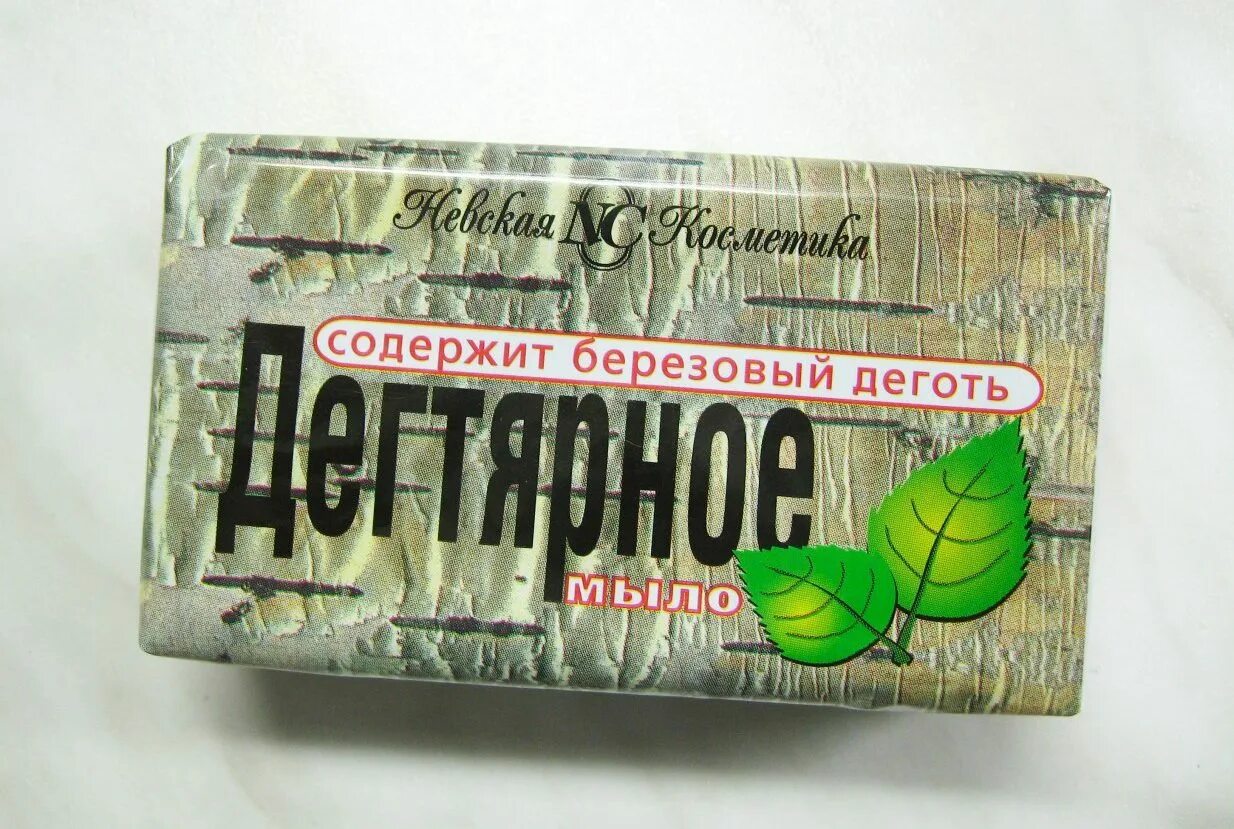 Невская NC Косметика
содержит березовый деготь
Дегтярное
мыло